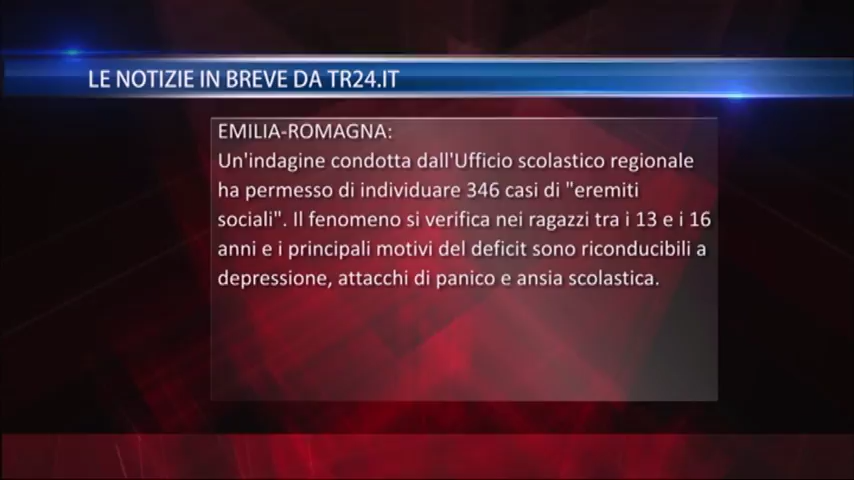 LE NOTIZIE IN BREVE DA TR24.IT
EMILIA-ROMAGNA:
Un'indagine condotta dall'Ufficio scolastico regionale
ha permesso di individuare 346 casi di "eremiti
sociali". Il fenomeno si verifica nei ragazzi tra i 13 e i 16
anni e i principali motivi del deficit sono riconducibili a
depressione, attacchi di panico e ansia scolastica.